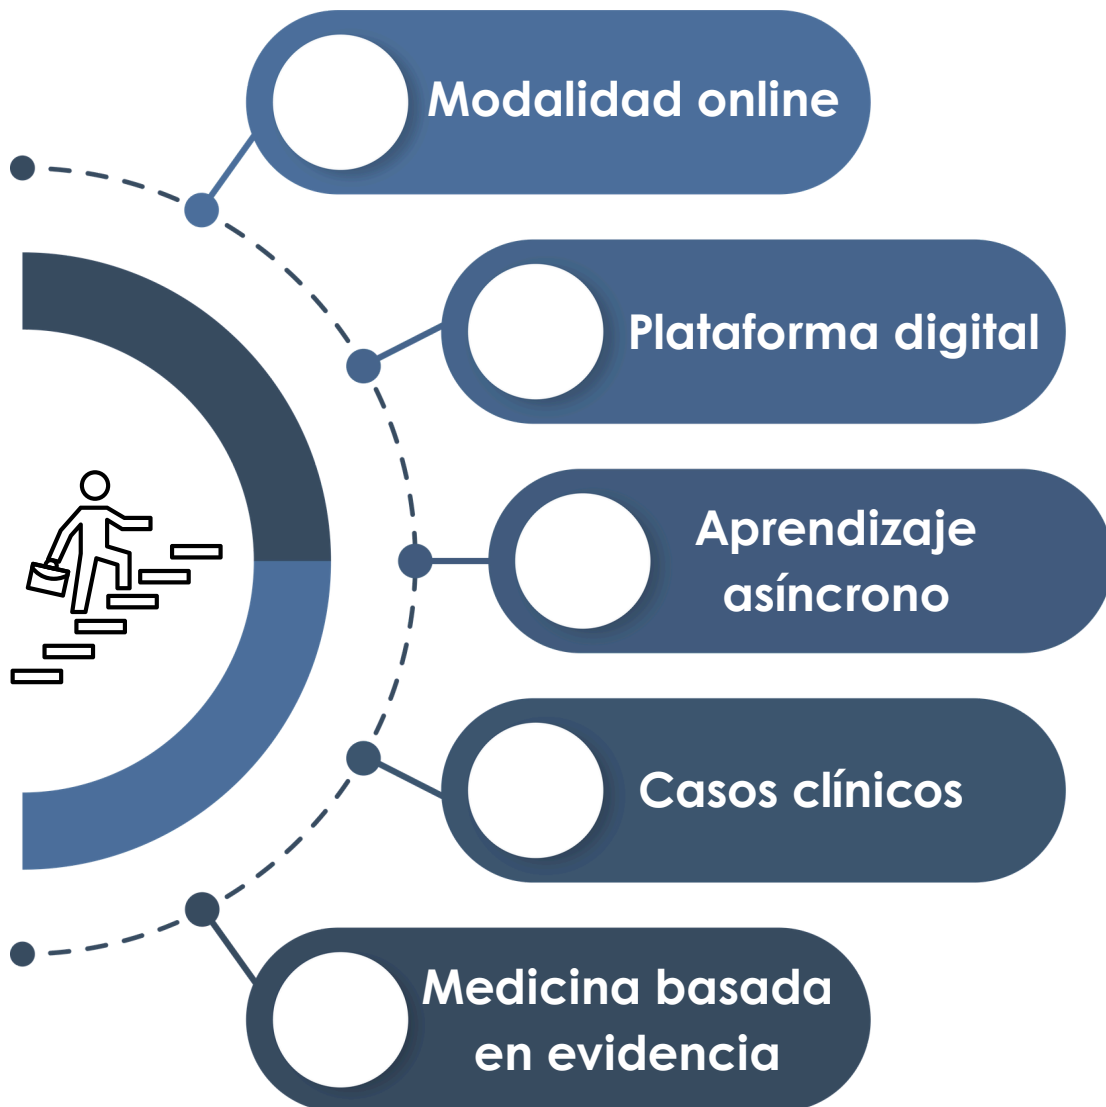 Modalidad online
Plataforma digital
Aprendizaje
asíncrono
Casos clínicos
Medicina basada
en evidencia